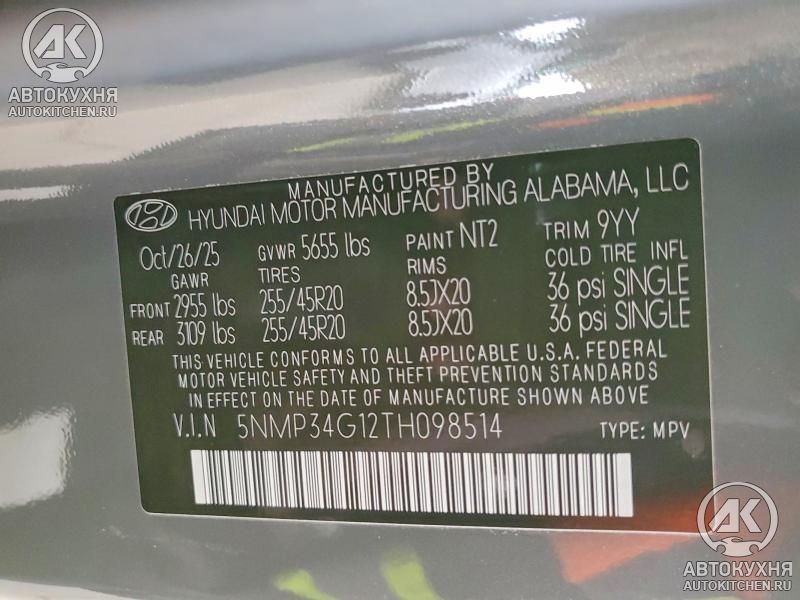 АК
АВТОКУХНЯ
AUTOKITCHEN.RU
MANUFACTURED BY
HYUNDAI MOTOR MANUFACTURING ALABAMA, LLC
Oct/26/25 GVWR 5655 lbs PAINT NT2 TRIM 9YY
GAWR TIRES RIMS COLD TIRE INFL
FRONT 2955 lbs 255/45R20 8.5JX20 36 psi SINGLE
REAR 3109 lbs 255/45R20 8.5JX20 36 psi SINGLE
THIS VEHICLE CONFORMS TO ALL APPLICABLE U.S.A. FEDERAL
MOTOR VEHICLE SAFETY AND THEFT PREVENTION STANDARDS
IN EFFECT ON THE DATE OF MANUFACTURE SHOWN ABOVE
V.I.N 5NMP34G12TH098514 TYPE: MPV
АК
АВТОКУХНЯ
AUTOKITCHEN.RU